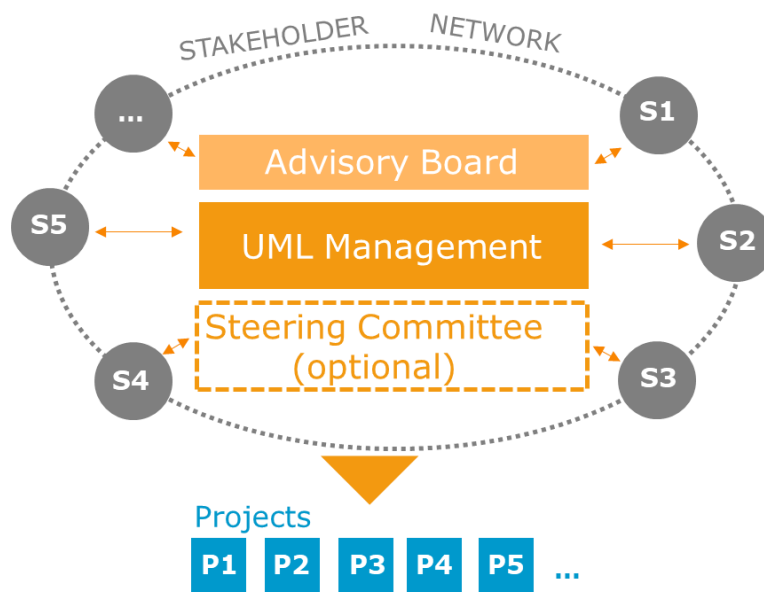 STAKEHOLDER NETWORK
...
S1
Advisory Board
S5
UML Management
S2
Steering Committee
(optional)
S4
S3
Projects
P1 P2 P3 P4 P5 ...